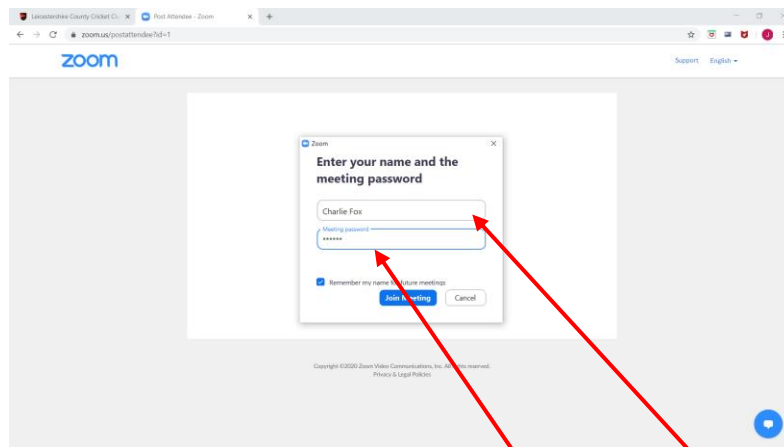 Leicestershire County Cricket Cl
Post Attendee - Zoom
zoom.us/postattendee?id=1
zoom
Support English
Zoom
Enter your name and the
meeting password
Charlie Fox
Meeting password
******
Remember my name for future meetings
Join Meeting Cancel
Copyright ©2020 Zoom Video Communications, Inc. All rights reserved.
Privacy & Legal Policies